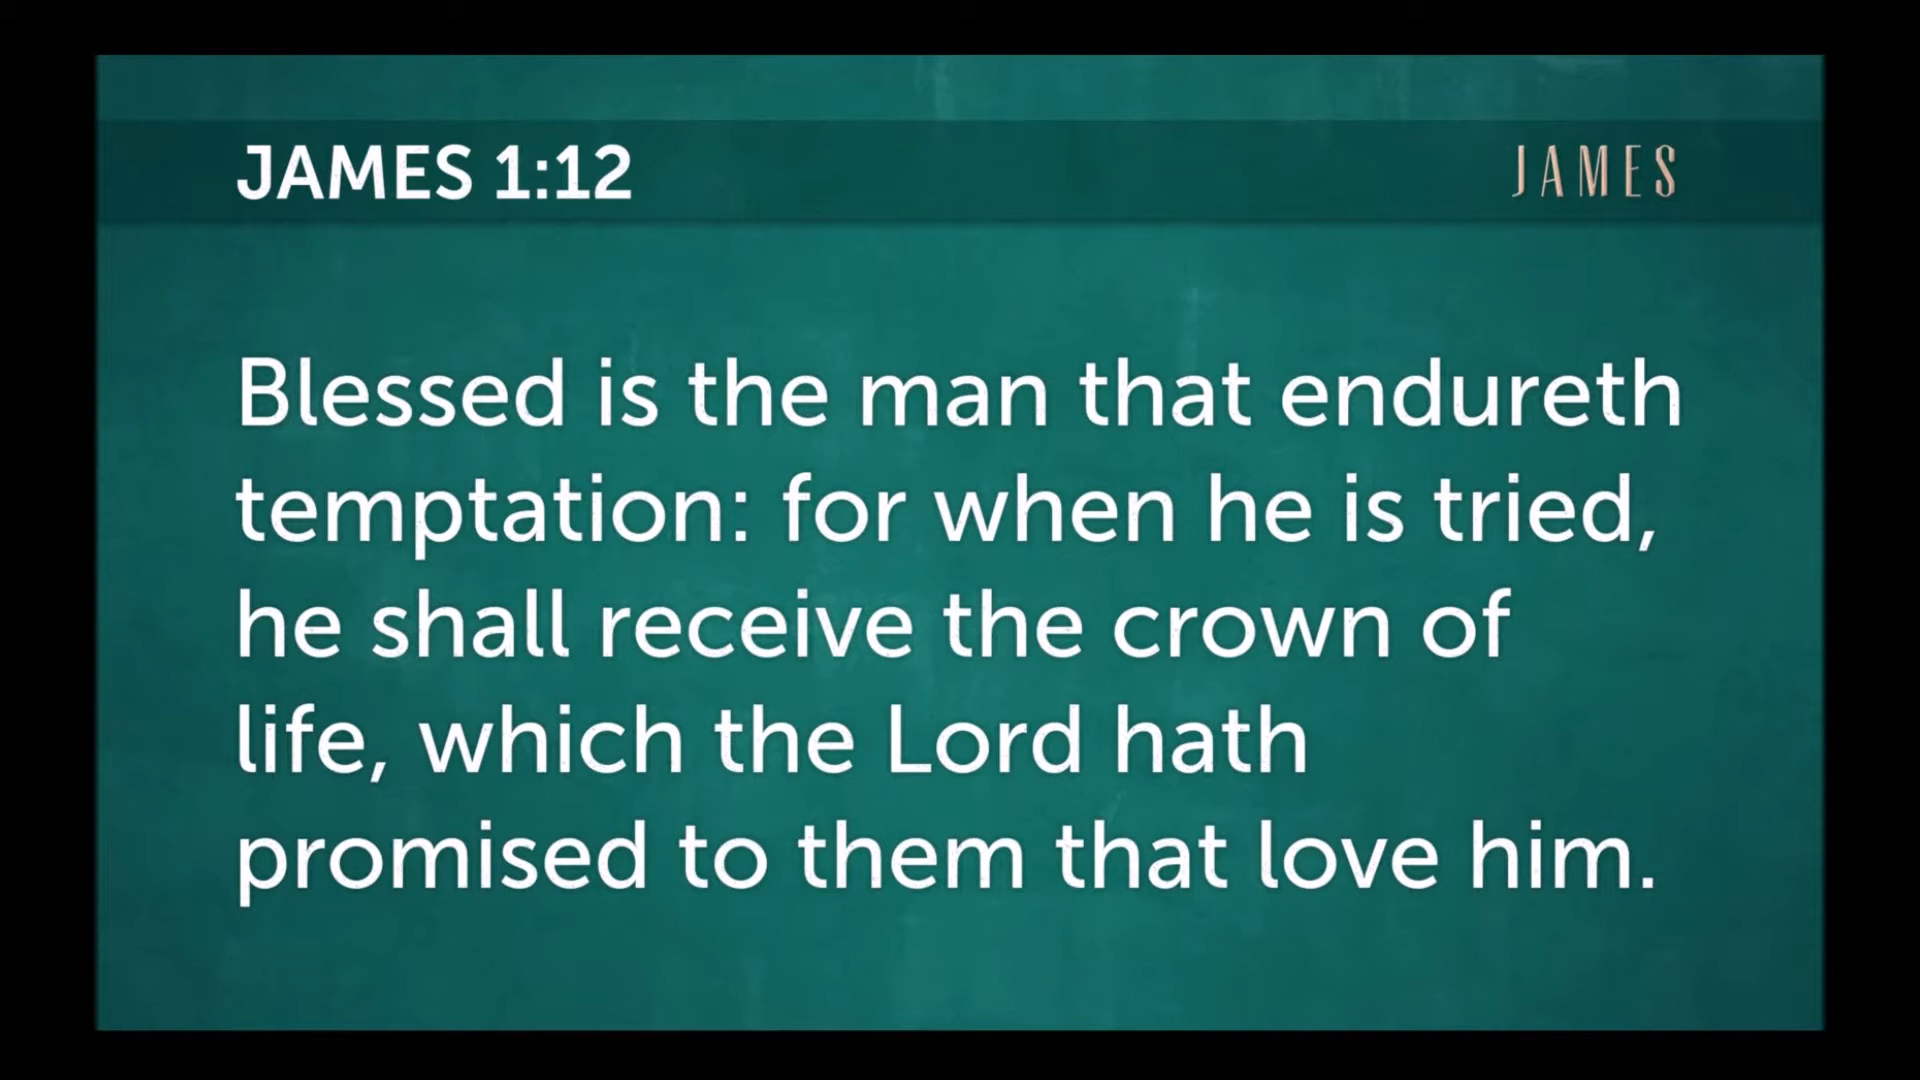 JAMES 1:12
JAMES
Blessed is the man that endureth
temptation: for when he is tried,
he shall receive the crown of
life, which the Lord hath
promised to them that love him.